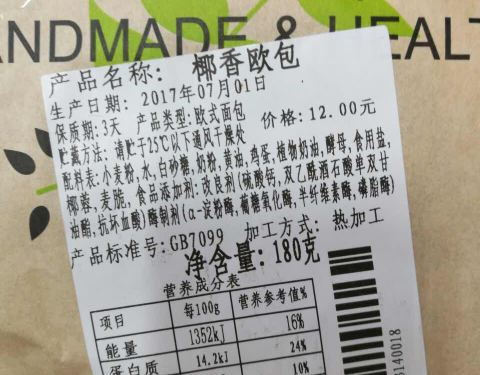 HANDMADE & HEALT
产品名称: 椰香欧包
生产日期: 2017年07月01日
保质期: 3天 产品类型: 欧式面包 价格: 12.00元
贮藏方法: 请贮于25℃以下通风干燥处
配料表: 小麦粉, 水, 白砂糖, 奶粉, 黄油, 鸡蛋, 植物奶油, 酵母, 食用盐,
椰蓉, 麦脆, 食品添加剂: 改良剂(硫酸钙, 双乙酰酒石酸单双甘
油酯, 抗坏血酸)酶制剂(α-淀粉酶, 葡糖氧化酶, 半纤维素酶, 磷脂酶)
产品标准号: GB7099 加工方式: 热加工
净含量: 180克
营养成分表
项目 每100g 营养参考值%
能量 1352kJ 16%
蛋白质 14.2kJ 24%
10%
8140018